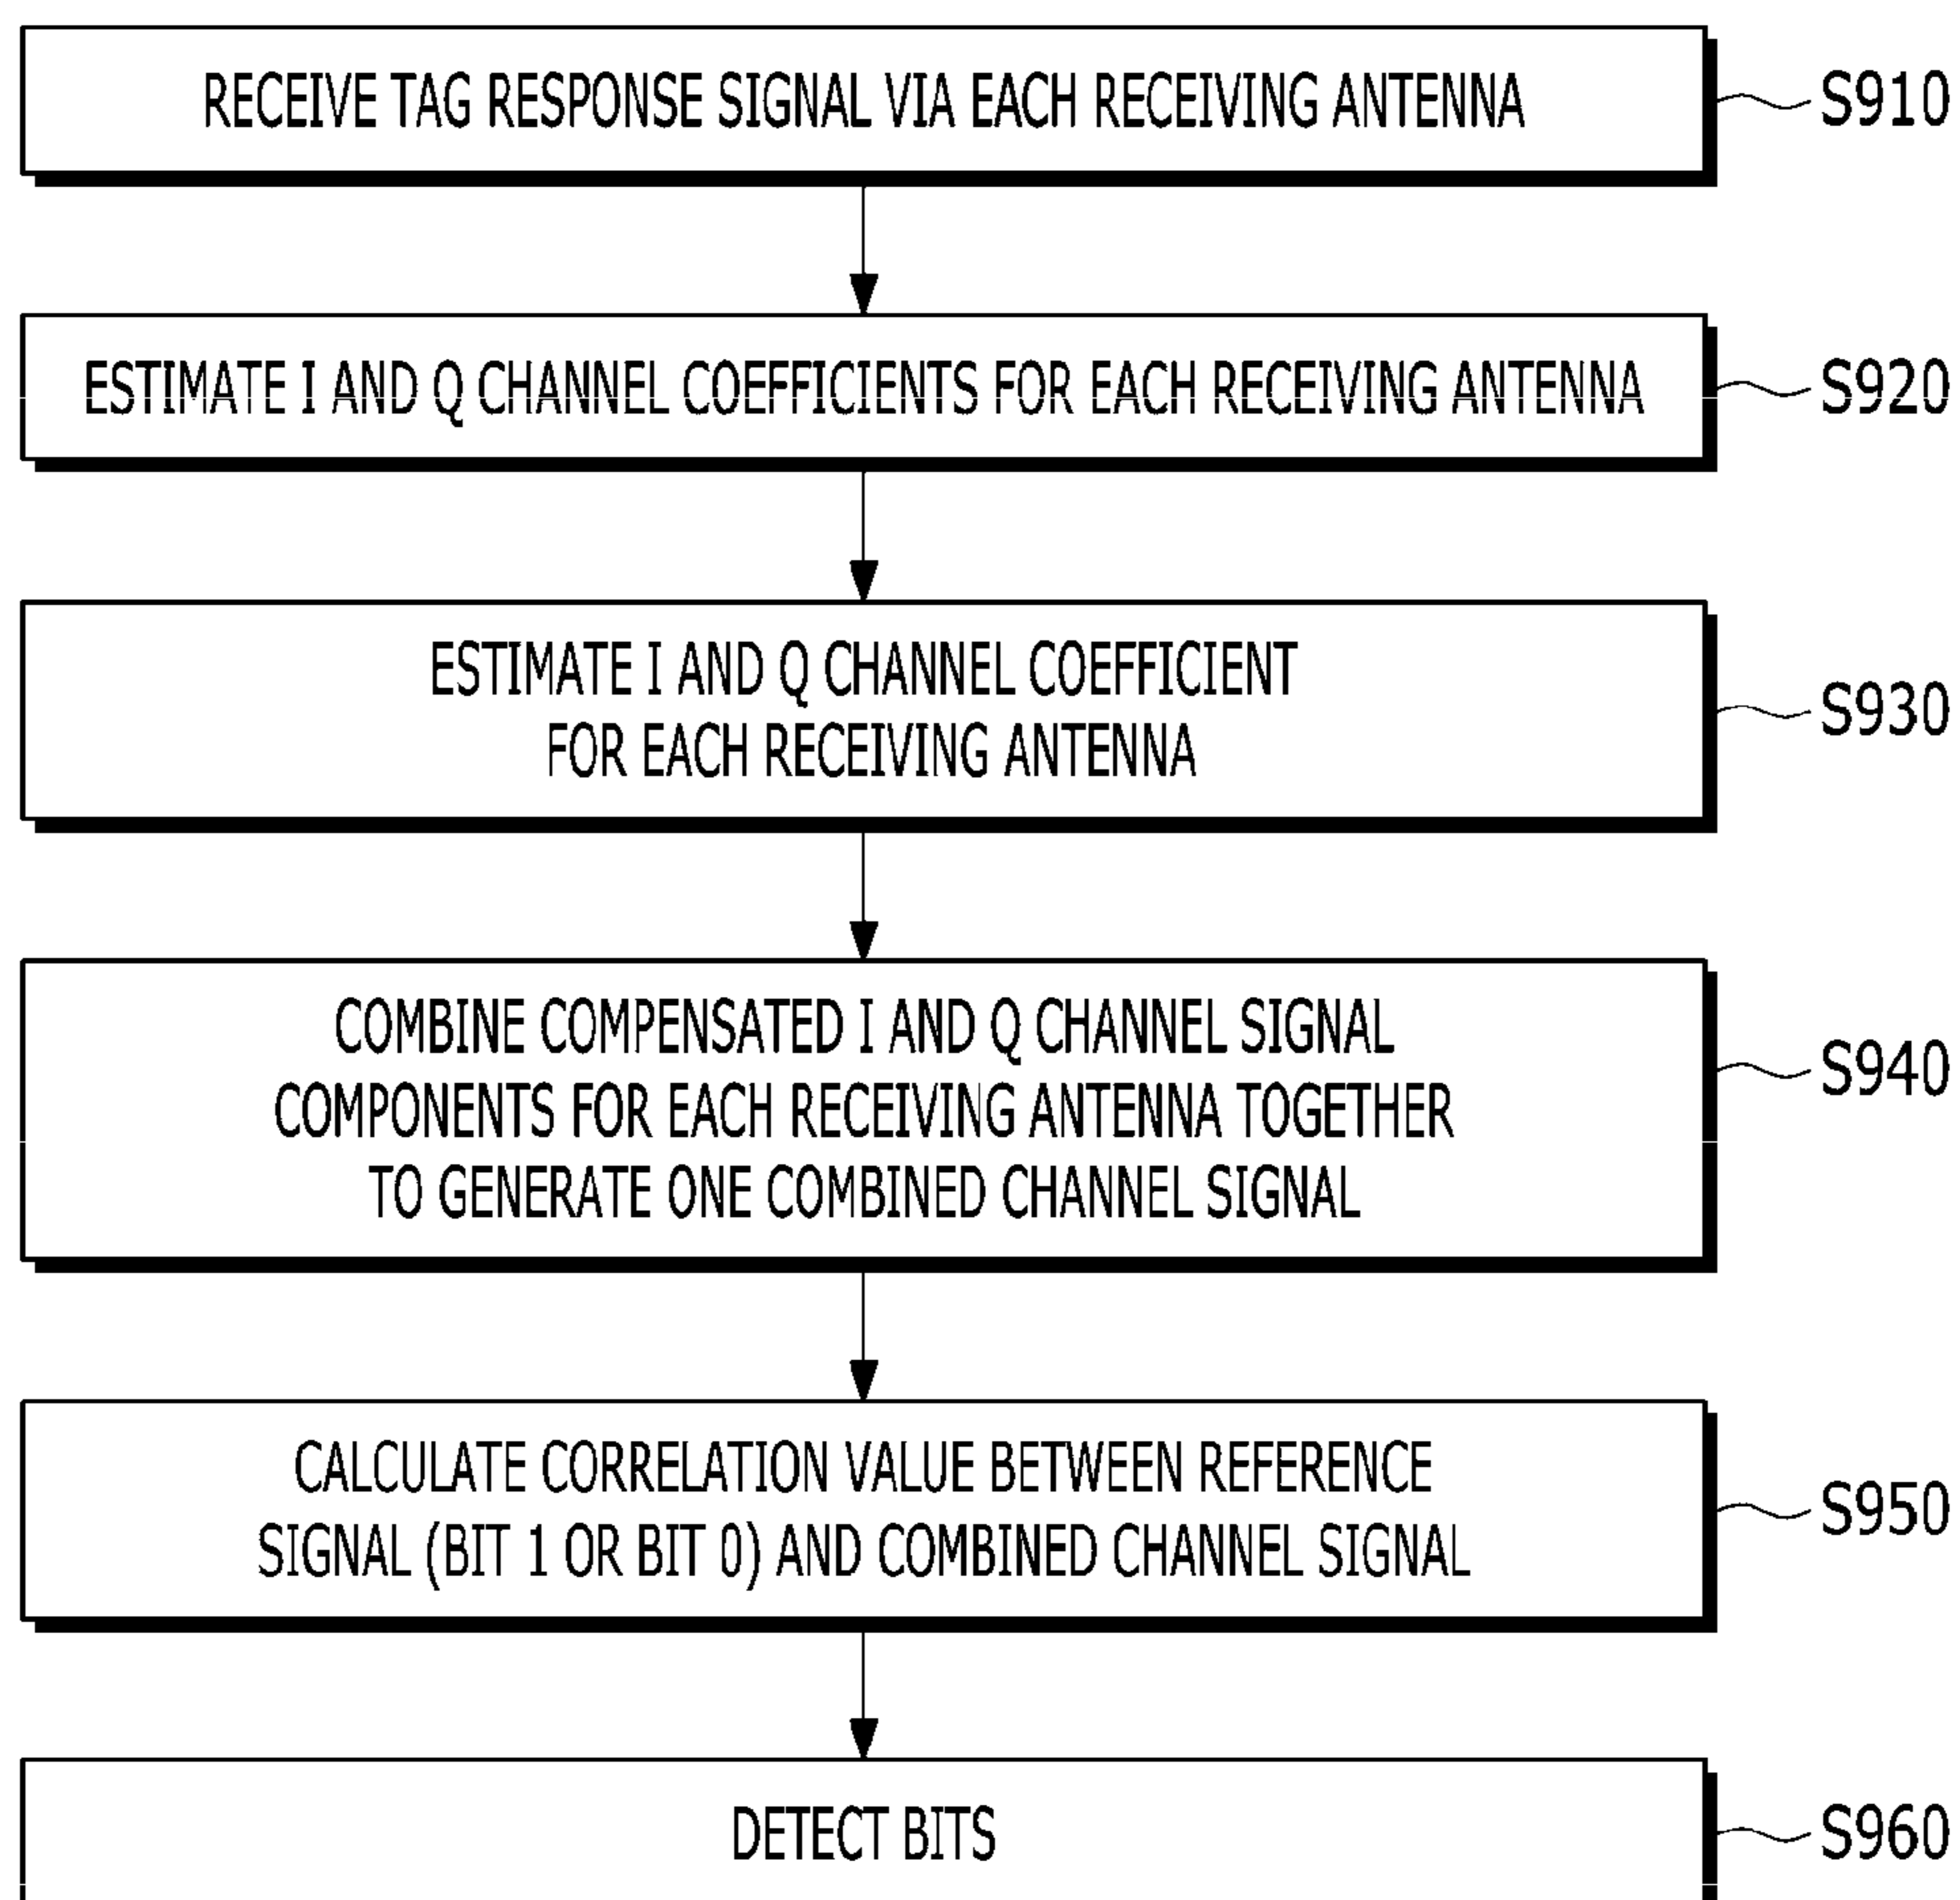 RECEIVE TAG RESPONSE SIGNAL VIA EACH RECEIVING ANTENNA
S910
ESTIMATE I AND Q CHANNEL COEFFICIENTS FOR EACH RECEIVING ANTENNA
S920
ESTIMATE I AND Q CHANNEL COEFFICIENT
FOR EACH RECEIVING ANTENNA
S930
COMBINE COMPENSATED I AND Q CHANNEL SIGNAL
COMPONENTS FOR EACH RECEIVING ANTENNA TOGETHER
TO GENERATE ONE COMBINED CHANNEL SIGNAL
S940
CALCULATE CORRELATION VALUE BETWEEN REFERENCE
SIGNAL (BIT 1 OR BIT 0) AND COMBINED CHANNEL SIGNAL
S950
DETECT BITS
S960